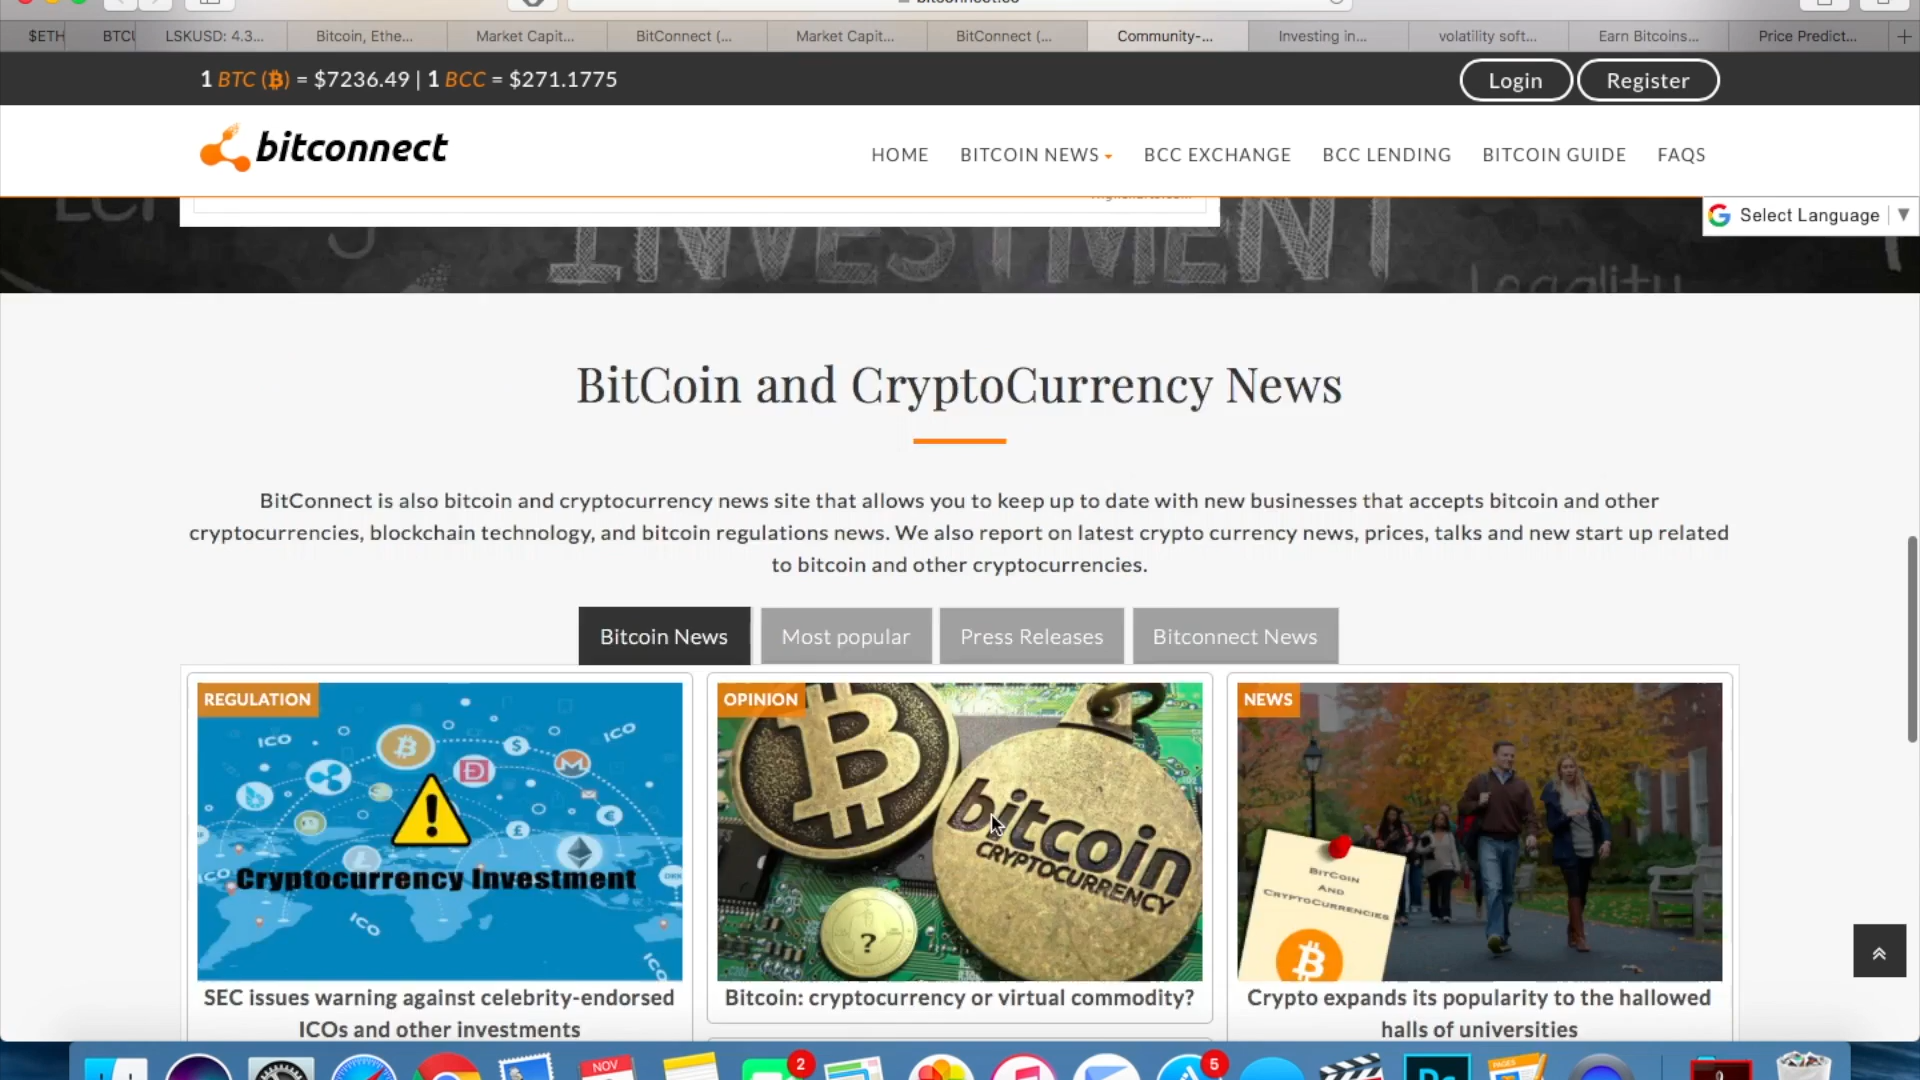 bitconnect.co
$ETH
BTCU
LSKUSD: 4.3...
Bitcoin, Ethe...
Market Capit...
BitConnect (...
Market Capit...
BitConnect (...
Community-...
Investing in...
volatility soft...
Earn Bitcoins...
Price Predict...
1 BTC (₿) = $7236.49 | 1 BCC = $271.1775
Login
Register
bitconnect
HOME
BITCOIN NEWS
BCC EXCHANGE
BCC LENDING
BITCOIN GUIDE
FAQS
Select Language
INVESTMENT
Legality
BitCoin and CryptoCurrency News
BitConnect is also bitcoin and cryptocurrency news site that allows you to keep up to date with new businesses that accepts bitcoin and other
cryptocurrencies, blockchain technology, and bitcoin regulations news. We also report on latest crypto currency news, prices, talks and new start up related
to bitcoin and other cryptocurrencies.
Bitcoin News
Most popular
Press Releases
Bitconnect News
REGULATION
ICO
ICO
Cryptocurrency Investment
ICO
ICO
OPINION
bitcoin
CRYPTOCURRENCY
?
NEWS
BitCoin
and
CryptoCurrencies
SEC issues warning against celebrity-endorsed
ICOs and other investments
Bitcoin: cryptocurrency or virtual commodity?
Crypto expands its popularity to the hallowed
halls of universities
NOV
2
5
PAGES